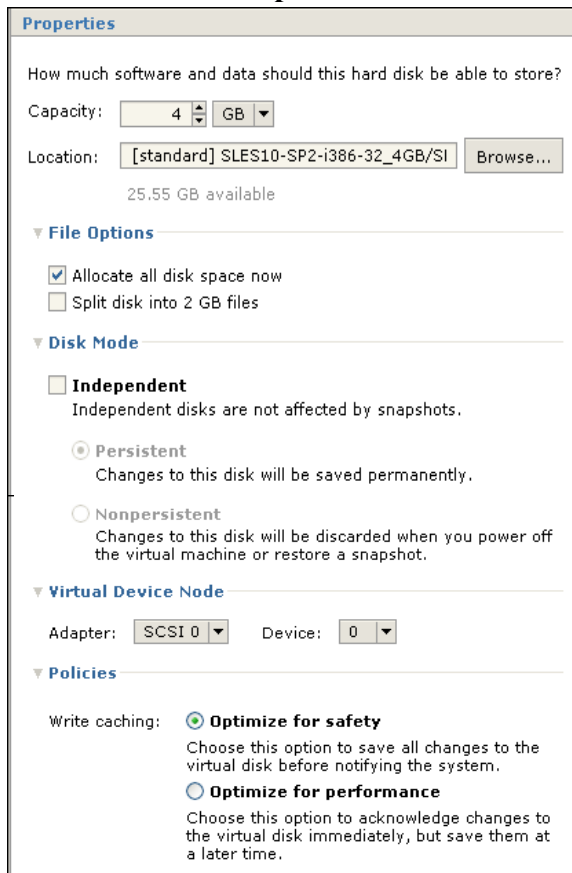 Properties
How much software and data should this hard disk be able to store?
Capacity: 4 GB
Location: [standard] SLES10-SP2-i386-32_4GB/Sl Browse...
25.55 GB available
File Options
Allocate all disk space now
Split disk into 2 GB files
Disk Mode
Independent
Independent disks are not affected by snapshots.
Persistent
Changes to this disk will be saved permanently.
Nonpersistent
Changes to this disk will be discarded when you power off
the virtual machine or restore a snapshot.
Virtual Device Node
Adapter: SCSI 0 Device: 0
Policies
Write caching: Optimize for safety
Choose this option to save all changes to the
virtual disk before notifying the system.
Optimize for performance
Choose this option to acknowledge changes to
the virtual disk immediately, but save them at
a later time.